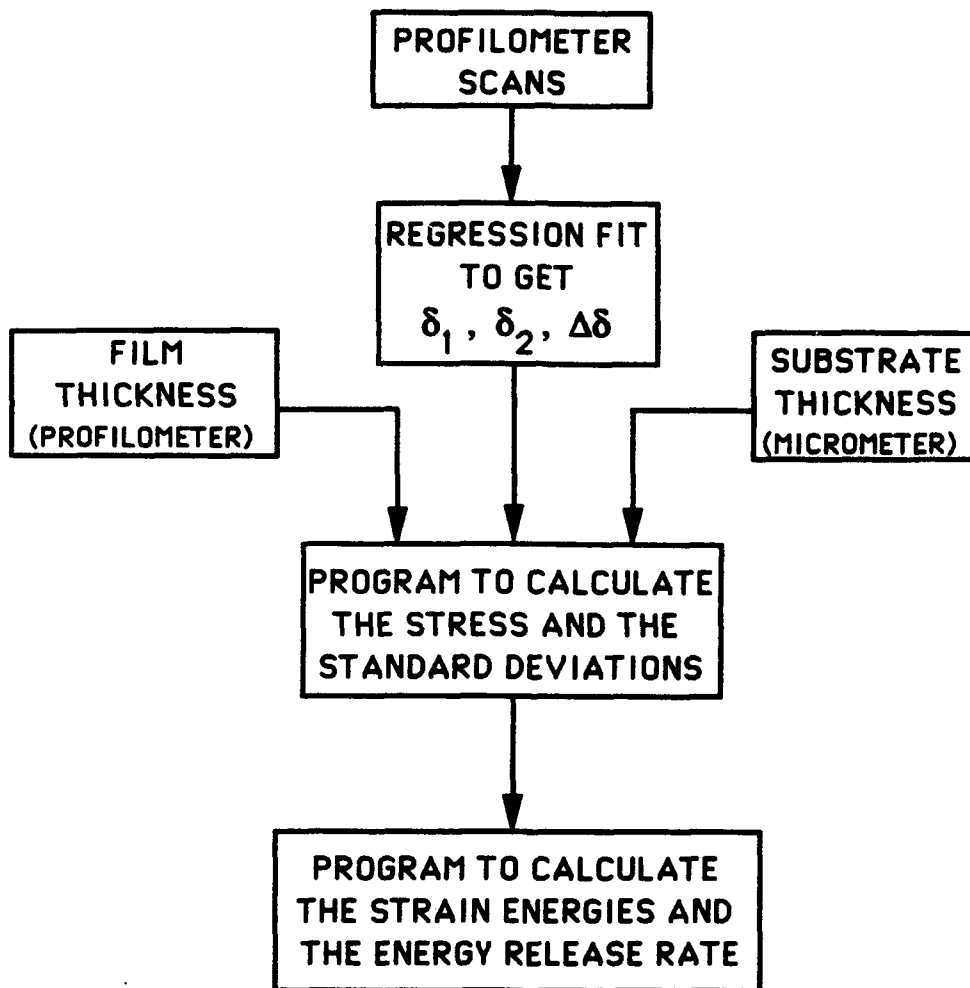 PROFILOMETER
SCANS
REGRESSION FIT
TO GET
δ₁ , δ₂, Δδ
FILM
THICKNESS
(PROFILOMETER)
SUBSTRATE
THICKNESS
(MICROMETER)
PROGRAM TO CALCULATE
THE STRESS AND THE
STANDARD DEVIATIONS
PROGRAM TO CALCULATE
THE STRAIN ENERGIES AND
THE ENERGY RELEASE RATE